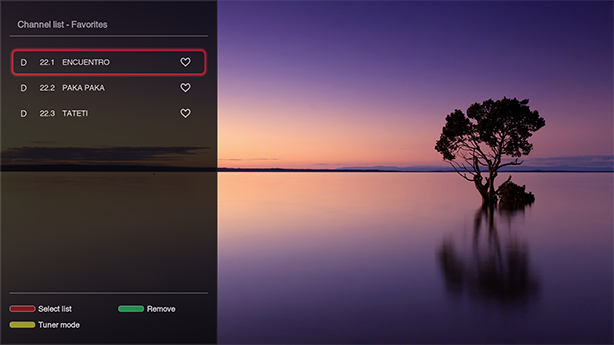 Channel list - Favorites
D 22.1 ENCUENTRO
D 22.2 PAKA PAKA
D 22.3 TATETI
Select list Remove
Tuner mode